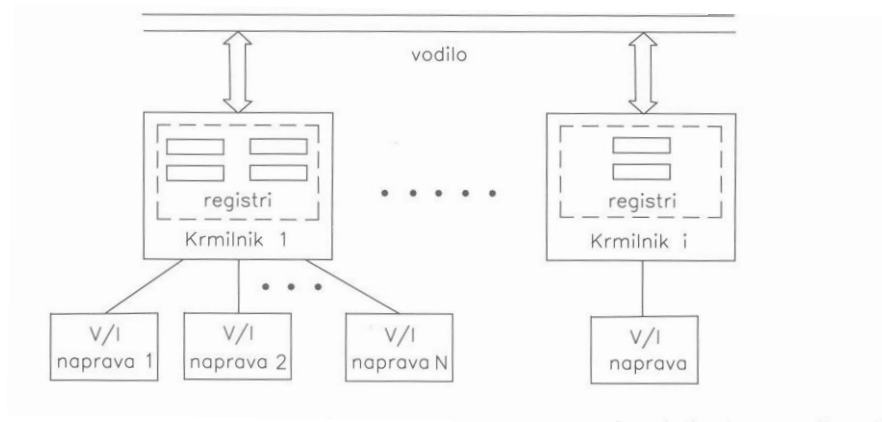 vodilo
registri
Krmilnik 1
registri
Krmilnik i
V/I
naprava 1
V/I
naprava 2
V/I
naprava N
V/I
naprava